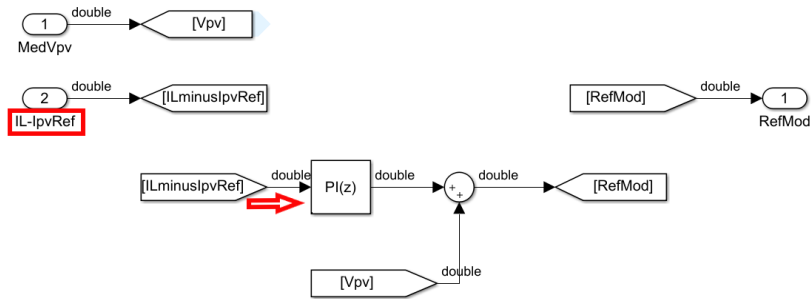 double
1
[Vpv]
MedVpv
double
2
[ILminusIpvRef]
IL-IpvRef
[RefMod]
double
1
RefMod
[ILminusIpvRef]
double
PI(z)
double
+
+
double
[RefMod]
[Vpv]
double